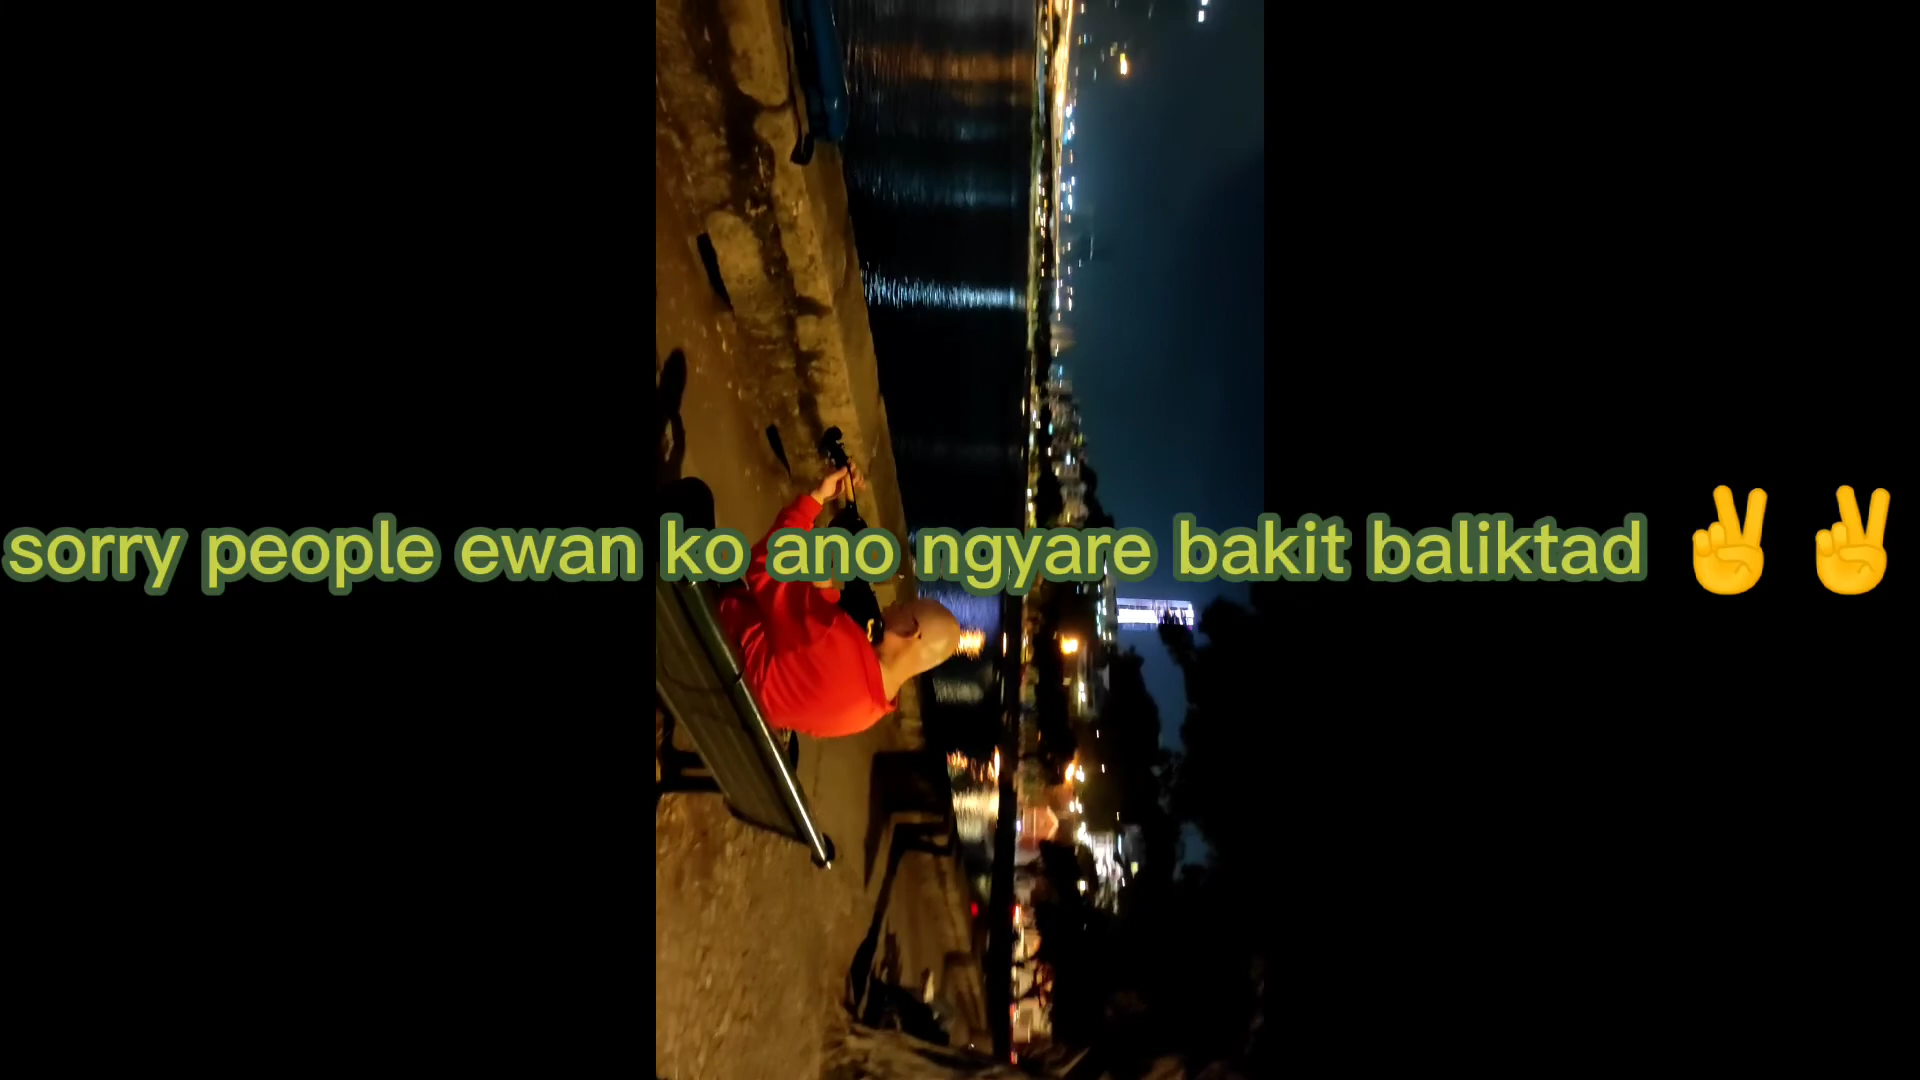 sorry people ewan ko ano ngyare bakit baliktad ✌️ ✌️